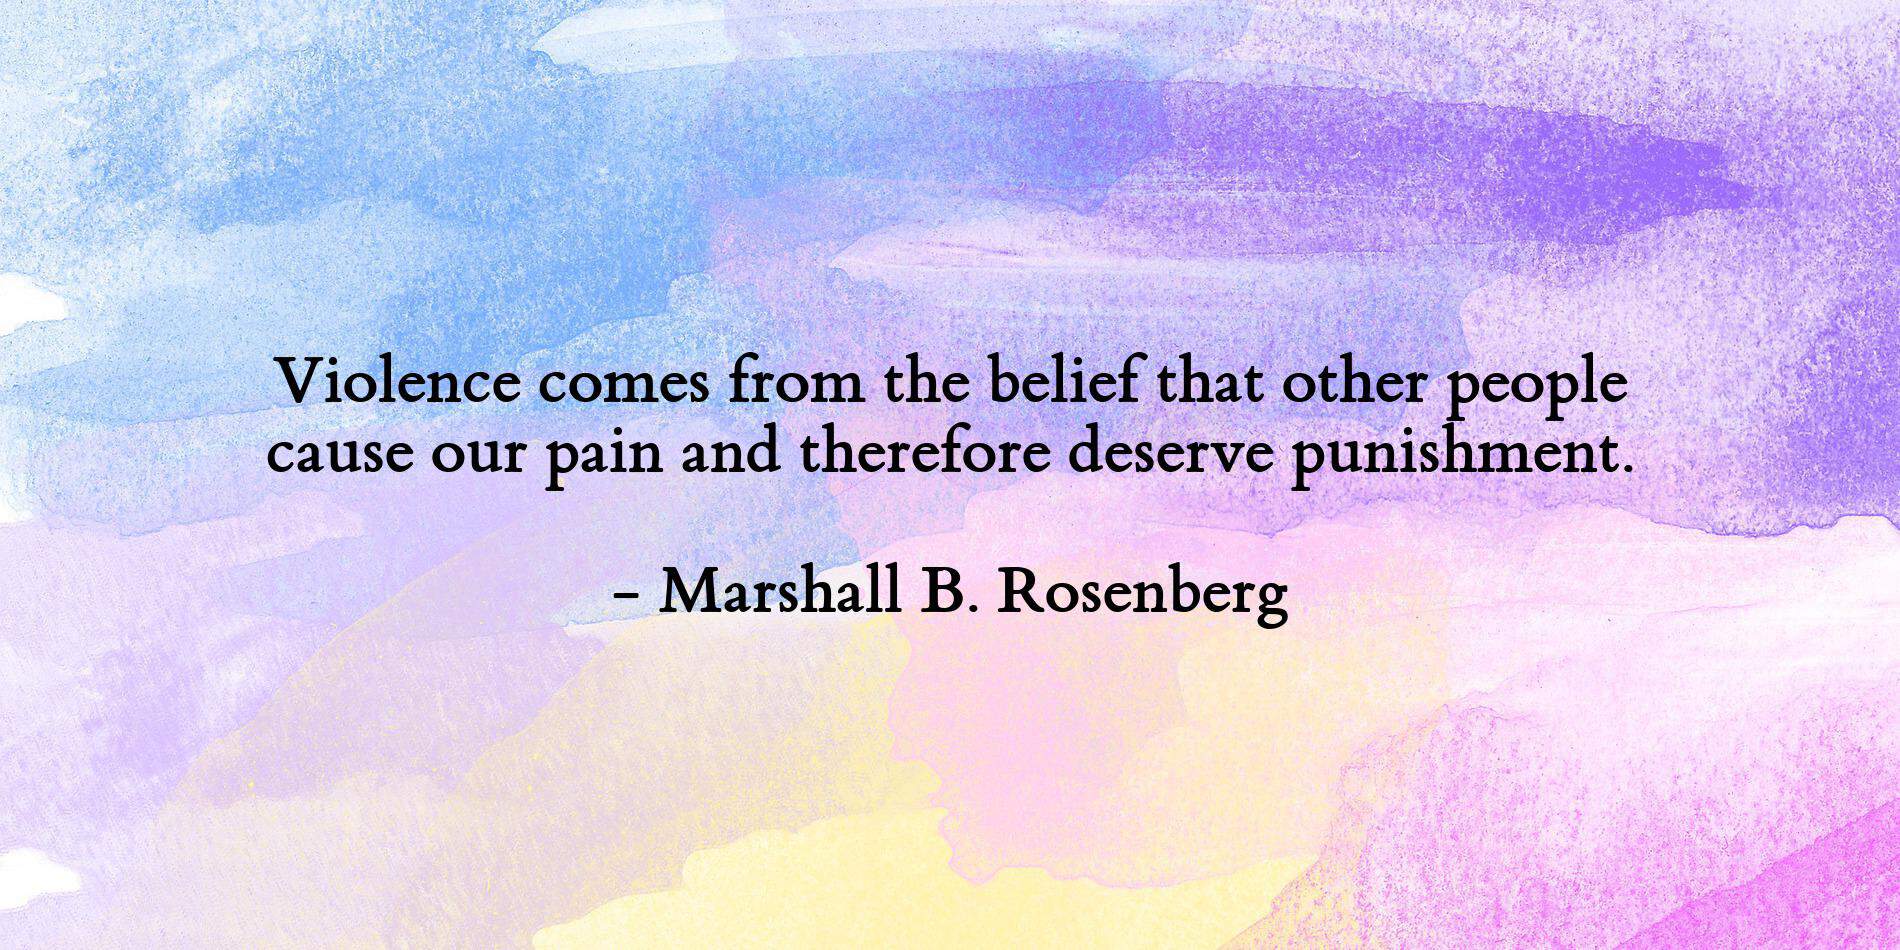 Violence comes from the belief that other people
cause our pain and therefore deserve punishment.
– Marshall B. Rosenberg